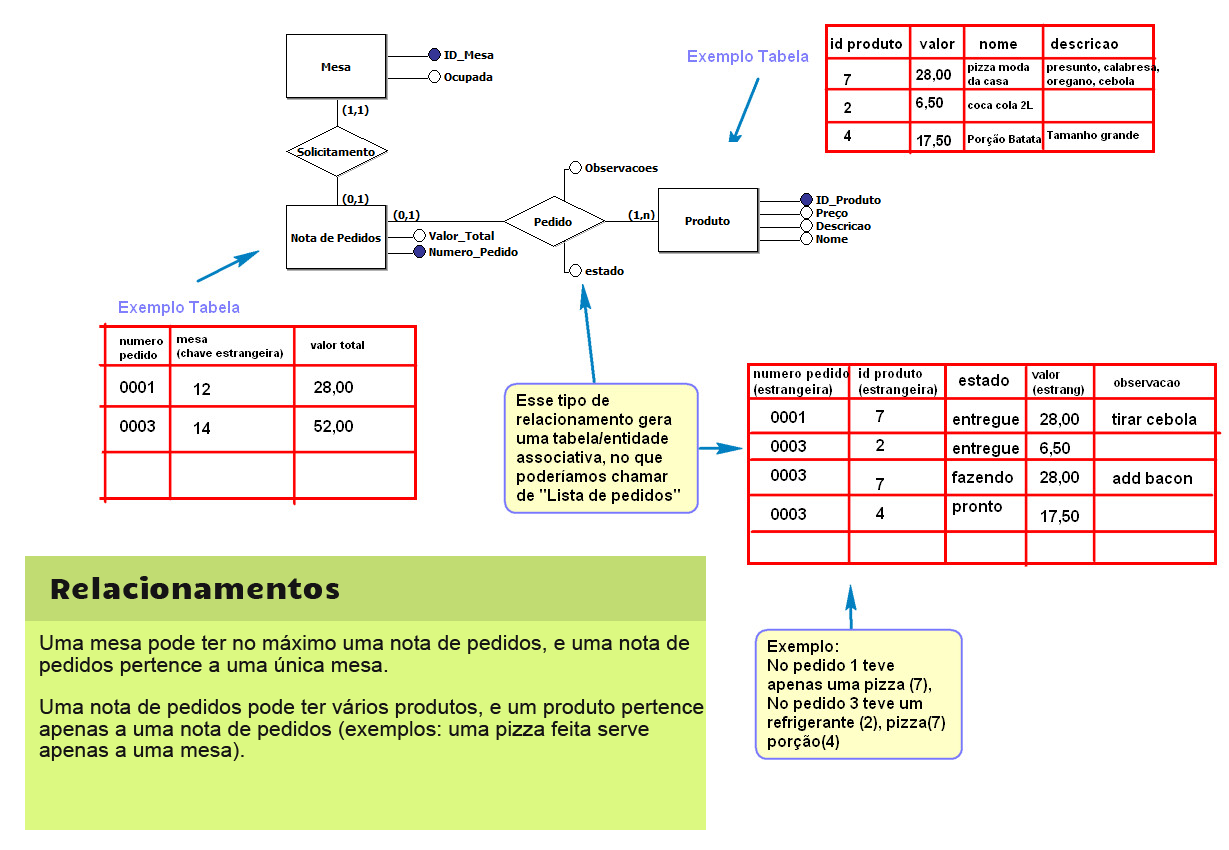 Mesa
ID_Mesa
Ocupada
(1,1)
Solicitamento
(0,1)
Nota de Pedidos
(0,1)
Valor_Total
Numero_Pedido
Observacoes
Pedido
estado
(1,n)
Produto
ID_Produto
Preço
Descricao
Nome
Exemplo Tabela
id produto valor nome descricao
7 28,00 pizza moda da casa presunto, calabresa, oregano, cebola
2 6,50 coca cola 2L
4 17,50 Porção Batata Tamanho grande
Exemplo Tabela
numero pedido mesa (chave estrangeira) valor total
0001 12 28,00
0003 14 52,00
Esse tipo de
relacionamento gera
uma tabela/entidade
associativa, no que
poderíamos chamar
de "Lista de pedidos"
numero pedido (estrangeira) id produto (estrangeira) estado valor (estrang) observacao
0001 7 entregue 28,00 tirar cebola
0003 2 entregue 6,50
0003 7 fazendo 28,00 add bacon
0003 4 pronto 17,50
Exemplo:
No pedido 1 teve
apenas uma pizza (7),
No pedido 3 teve um
refrigerante (2), pizza(7)
porção(4)
Relacionamentos
Uma mesa pode ter no máximo uma nota de pedidos, e uma nota de
pedidos pertence a uma única mesa.
Uma nota de pedidos pode ter vários produtos, e um produto pertence
apenas a uma nota de pedidos (exemplos: uma pizza feita serve
apenas a uma mesa).